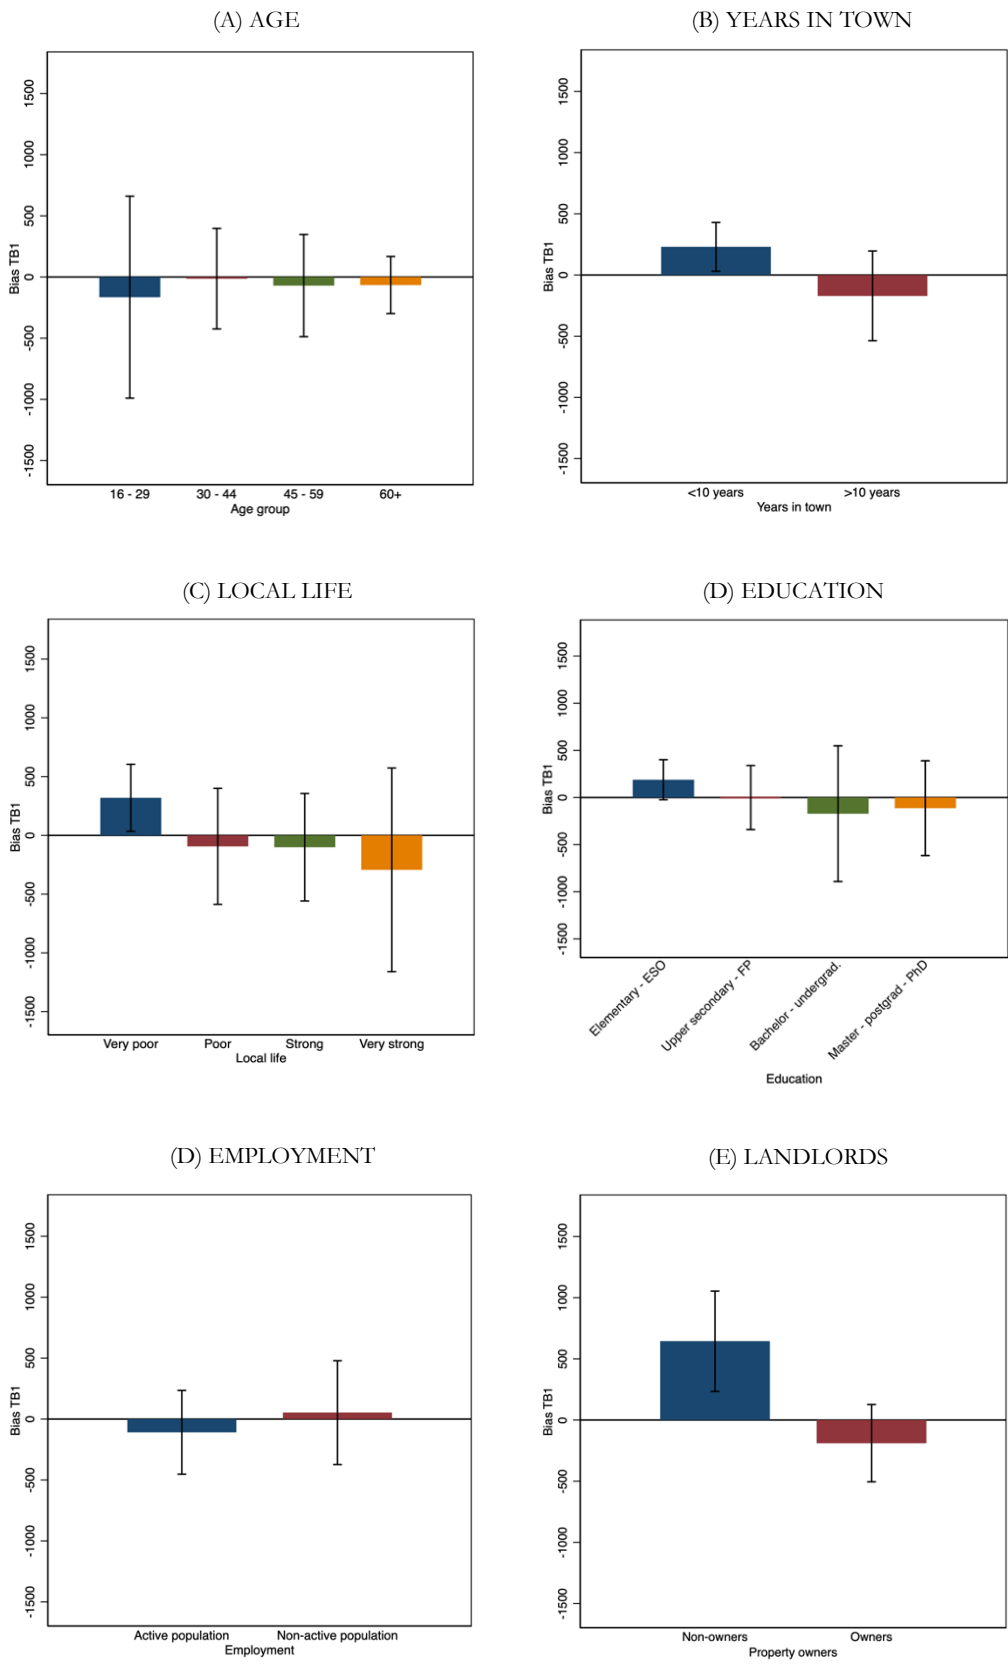 (A) AGE
Bias TB1
1500
1000
500
0
-500
-1000
-1500
16 - 29 30 - 44 45 - 59 60+
Age group
(B) YEARS IN TOWN
Bias TB1
1500
1000
500
0
-500
-1000
-1500
<10 years >10 years
Years in town
(C) LOCAL LIFE
Bias TB1
1500
1000
500
0
-500
-1000
-1500
Very poor Poor Strong Very strong
Local life
(D) EDUCATION
Bias TB1
1500
1000
500
0
-500
-1000
-1500
Elementary - ESO
Upper secondary - FP
Bachelor - undergrad.
Master - postgrad - PhD
Education
(D) EMPLOYMENT
Bias TB1
1500
1000
500
0
-500
-1000
-1500
Active population Non-active population
Employment
(E) LANDLORDS
Bias TB1
1500
1000
500
0
-500
-1000
-1500
Non-owners Owners
Property owners